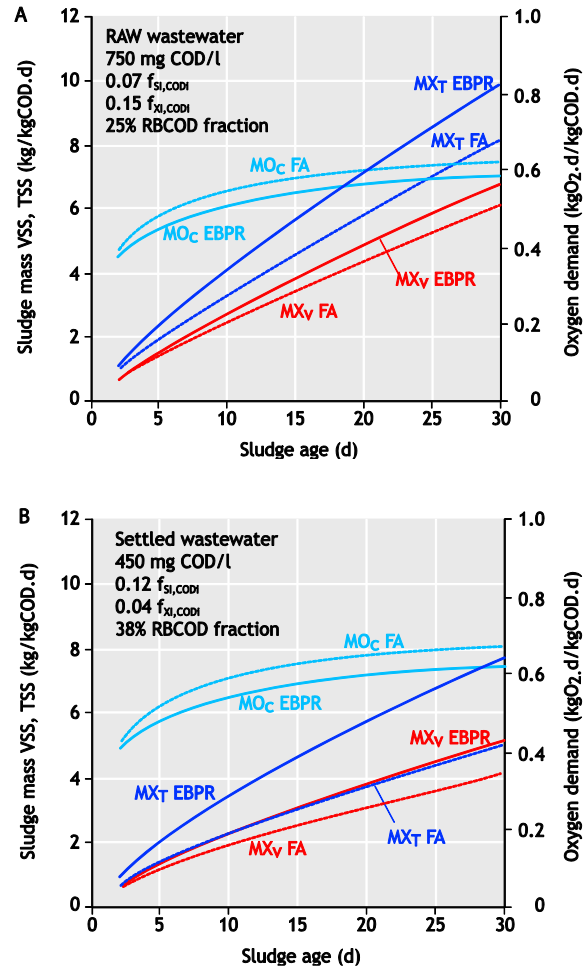 A
RAW wastewater
750 mg COD/l
0.07 fSI,CODi
0.15 fXI,CODi
25% RBCOD fraction
MXT EBPR
MXT FA
MOC FA
MOC EBPR
MXV EBPR
MXV FA
Sludge mass VSS, TSS (kg/kgCOD.d)
12
10
8
6
4
2
0
Oxygen demand (kgO2.d/kgCOD.d)
1.0
0.8
0.6
0.4
0.2
0
0 5 10 15 20 25 30
Sludge age (d)
B
Settled wastewater
450 mg COD/l
0.12 fSI,CODi
0.04 fXI,CODi
38% RBCOD fraction
MOC FA
MOC EBPR
MXV EBPR
MXT EBPR
MXT FA
MXV FA
Sludge mass VSS, TSS (kg/kgCOD.d)
12
10
8
6
4
2
0
Oxygen demand (kgO2.d/kgCOD.d)
1.0
0.8
0.6
0.4
0.2
0
0 5 10 15 20 25 30
Sludge age (d)